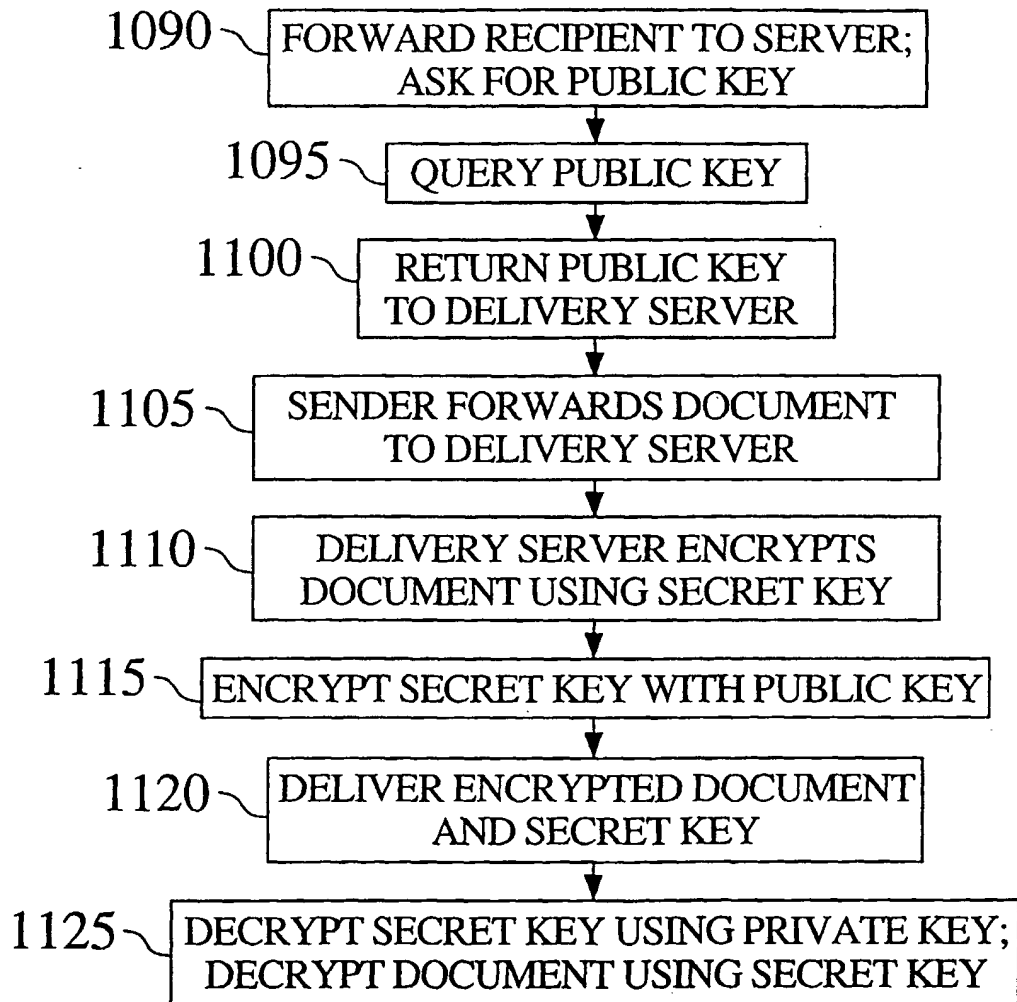 1090
FORWARD RECIPIENT TO SERVER;
ASK FOR PUBLIC KEY
1095
QUERY PUBLIC KEY
1100
RETURN PUBLIC KEY
TO DELIVERY SERVER
1105
SENDER FORWARDS DOCUMENT
TO DELIVERY SERVER
1110
DELIVERY SERVER ENCRYPTS
DOCUMENT USING SECRET KEY
1115
ENCRYPT SECRET KEY WITH PUBLIC KEY
1120
DELIVER ENCRYPTED DOCUMENT
AND SECRET KEY
1125
DECRYPT SECRET KEY USING PRIVATE KEY;
DECRYPT DOCUMENT USING SECRET KEY